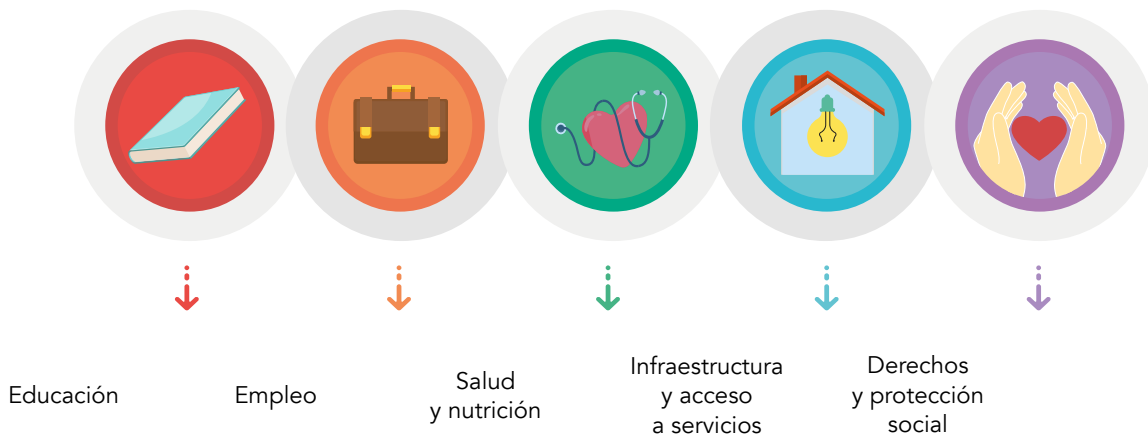 Educación
Empleo
Salud
y nutrición
Infraestructura
y acceso
a servicios
Derechos
y protección
social